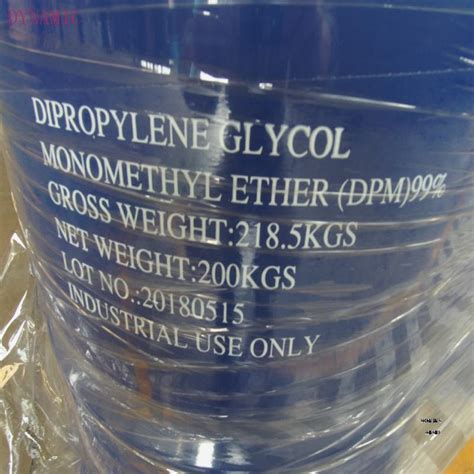 DYNAMIC
DIPROPYLENE GLYCOL
MONOMETHYL ETHER (DPM)99%
GROSS WEIGHT:218.5KGS
NET WEIGHT:200KGS
LOT NO.:20180515
INDUSTRIAL USE ONLY